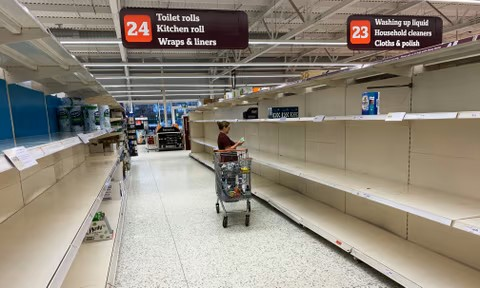 24
Toilet rolls
Kitchen roll
Wraps & liners
23
Washing up liquid
Household cleaners
Cloths & polish